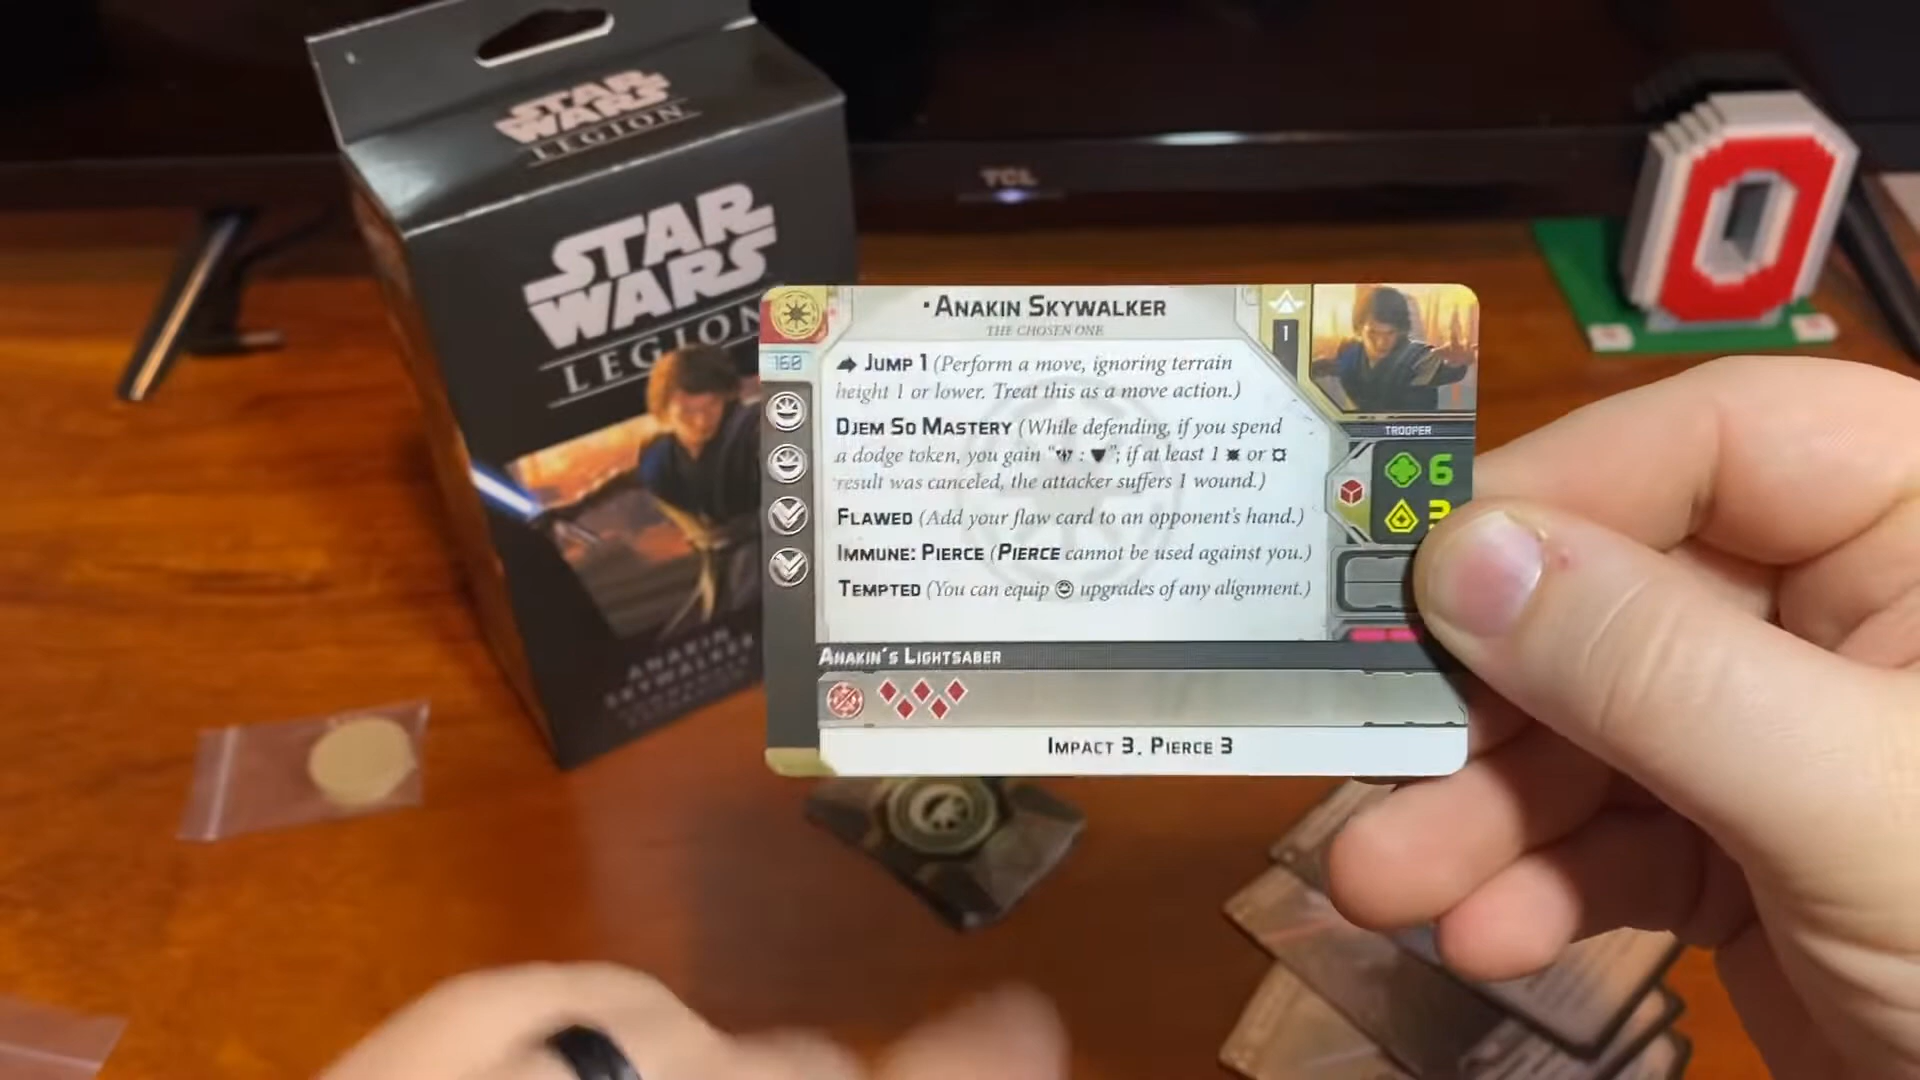 STAR
WARS
LEGION
STAR
WARS
LEGION
ANAKIN
SKYWALKER
TCL
•ANAKIN SKYWALKER
THE CHOSEN ONE
160
1
JUMP 1 (Perform a move, ignoring terrain
height 1 or lower. Treat this as a move action.)
DJEM SO MASTERY (While defending, if you spend
a dodge token, you gain " : "; if at least 1 or
result was canceled, the attacker suffers 1 wound.)
FLAWED (Add your flaw card to an opponent's hand.)
IMMUNE: PIERCE (PIERCE cannot be used against you.)
TEMPTED (You can equip upgrades of any alignment.)
TROOPER
6
ANAKIN'S LIGHTSABER
IMPACT 3, PIERCE 3